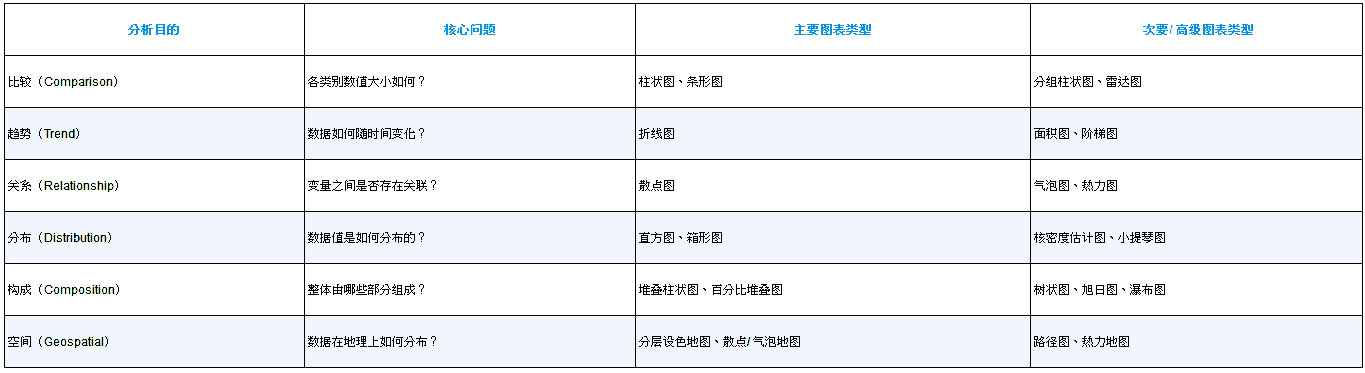 分析目的 核心问题 主要图表类型 次要/ 高级图表类型
比较（Comparison） 各类别数值大小如何？ 柱状图、条形图 分组柱状图、雷达图
趋势（Trend） 数据如何随时间变化？ 折线图 面积图、阶梯图
关系（Relationship） 变量之间是否存在关联？ 散点图 气泡图、热力图
分布（Distribution） 数据值是如何分布的？ 直方图、箱形图 核密度估计图、小提琴图
构成（Composition） 整体由哪些部分组成？ 堆叠柱状图、百分比堆叠图 树状图、旭日图、瀑布图
空间（Geospatial） 数据在地理上如何分布？ 分层设色地图、散点/ 气泡地图 路径图、热力地图